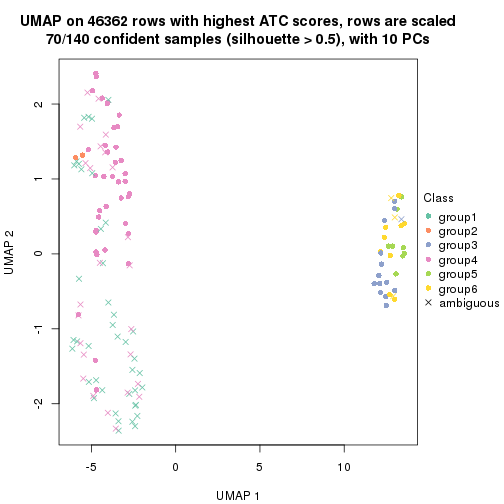 UMAP on 46362 rows with highest ATC scores, rows are scaled
70/140 confident samples (silhouette > 0.5), with 10 PCs
UMAP 2
2
1
0
-1
-2
-5
0
5
10
UMAP 1
Class
group1
group2
group3
group4
group5
group6
ambiguous